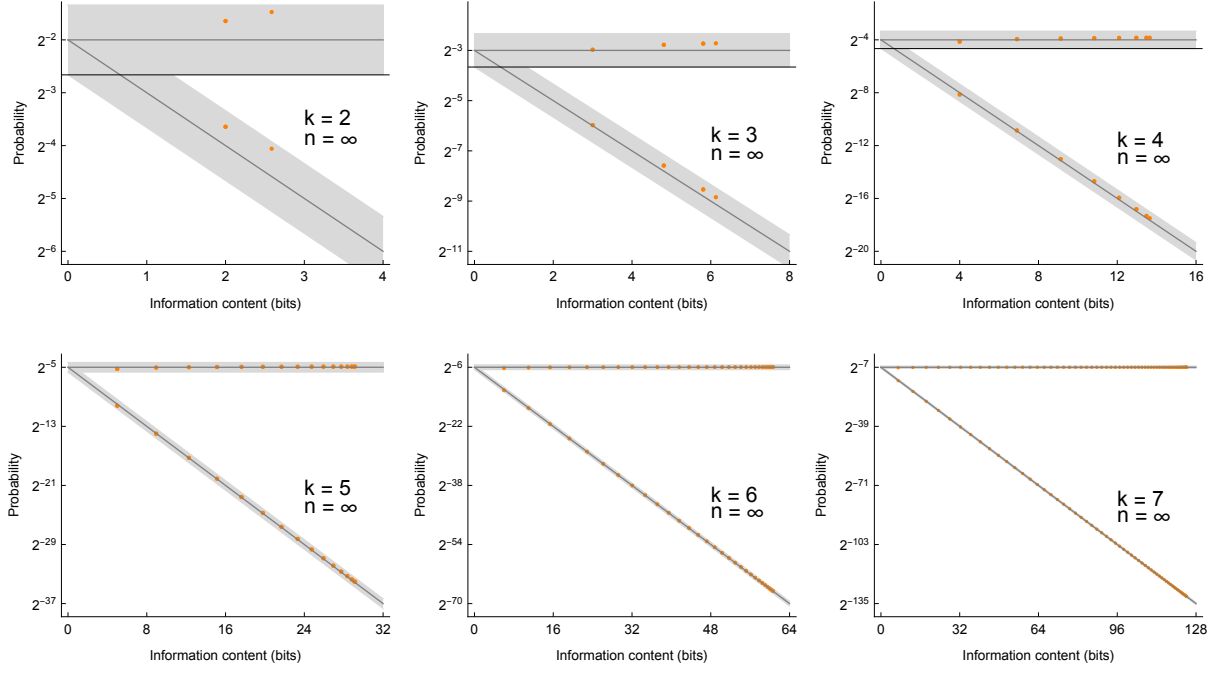 Probability
2⁻²
2⁻³
2⁻⁴
2⁻⁵
2⁻⁶
k = 2
n = ∞
0 1 2 3 4
Information content (bits)
Probability
2⁻³
2⁻⁵
2⁻⁷
2⁻⁹
2⁻¹¹
k = 3
n = ∞
0 2 4 6 8
Information content (bits)
Probability
2⁻⁴
2⁻⁸
2⁻¹²
2⁻¹⁶
2⁻²⁰
k = 4
n = ∞
0 4 8 12 16
Information content (bits)
Probability
2⁻⁵
2⁻¹³
2⁻²¹
2⁻²⁹
2⁻³⁷
k = 5
n = ∞
0 8 16 24 32
Information content (bits)
Probability
2⁻⁶
2⁻²²
2⁻³⁸
2⁻⁵⁴
2⁻⁷⁰
k = 6
n = ∞
0 16 32 48 64
Information content (bits)
Probability
2⁻⁷
2⁻³⁹
2⁻⁷¹
2⁻¹⁰³
2⁻¹³⁵
k = 7
n = ∞
0 32 64 96 128
Information content (bits)